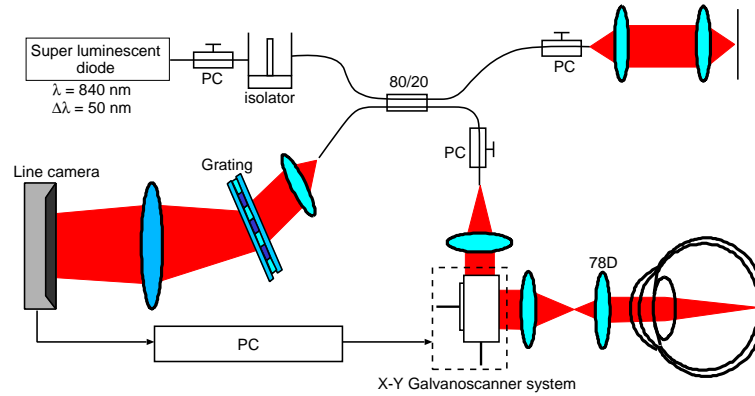 Super luminescent
diode
λ = 840 nm
Δλ = 50 nm
PC
isolator
80/20
PC
PC
Grating
Line camera
78D
PC
X-Y Galvanoscanner system